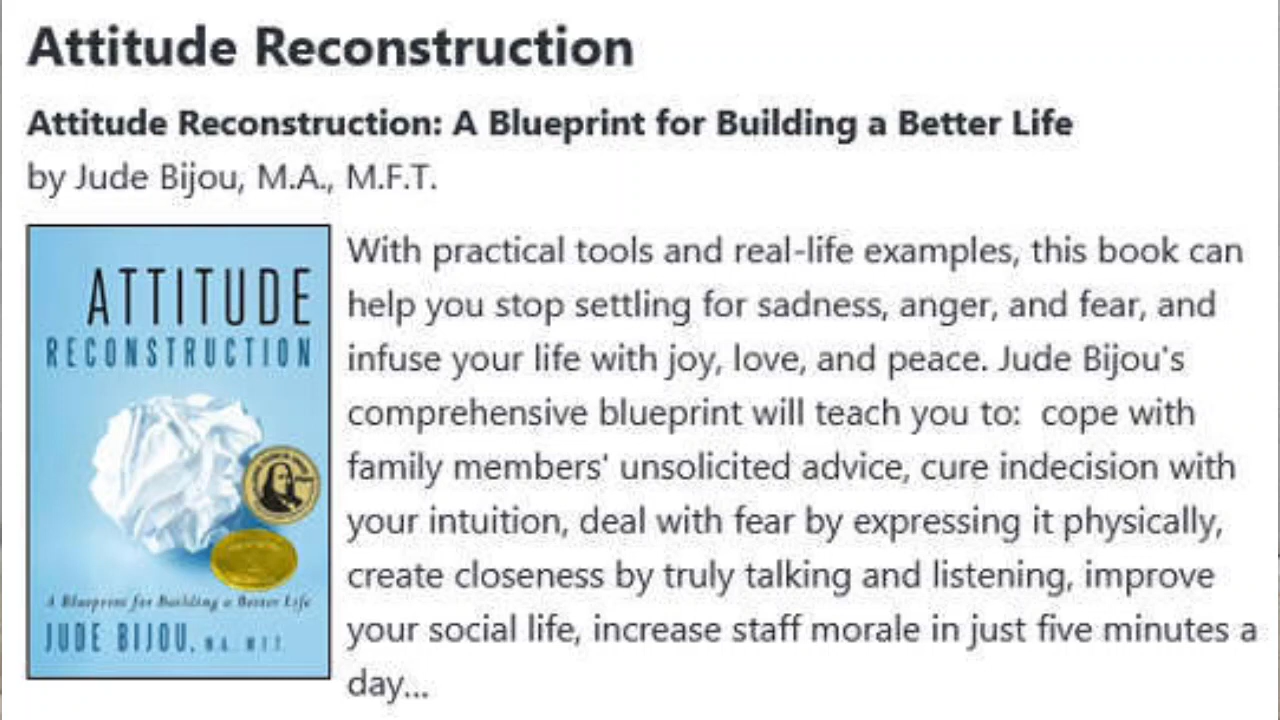 Attitude Reconstruction
Attitude Reconstruction: A Blueprint for Building a Better Life
by Jude Bijou, M.A., M.F.T.
ATTITUDE
RECONSTRUCTION
A Blueprint for Building a Better Life
JUDE BIJOU, M.A. M.F.T.
With practical tools and real-life examples, this book can
help you stop settling for sadness, anger, and fear, and
infuse your life with joy, love, and peace. Jude Bijou's
comprehensive blueprint will teach you to:  cope with
family members' unsolicited advice, cure indecision with
your intuition, deal with fear by expressing it physically,
create closeness by truly talking and listening, improve
your social life, increase staff morale in just five minutes a
day...